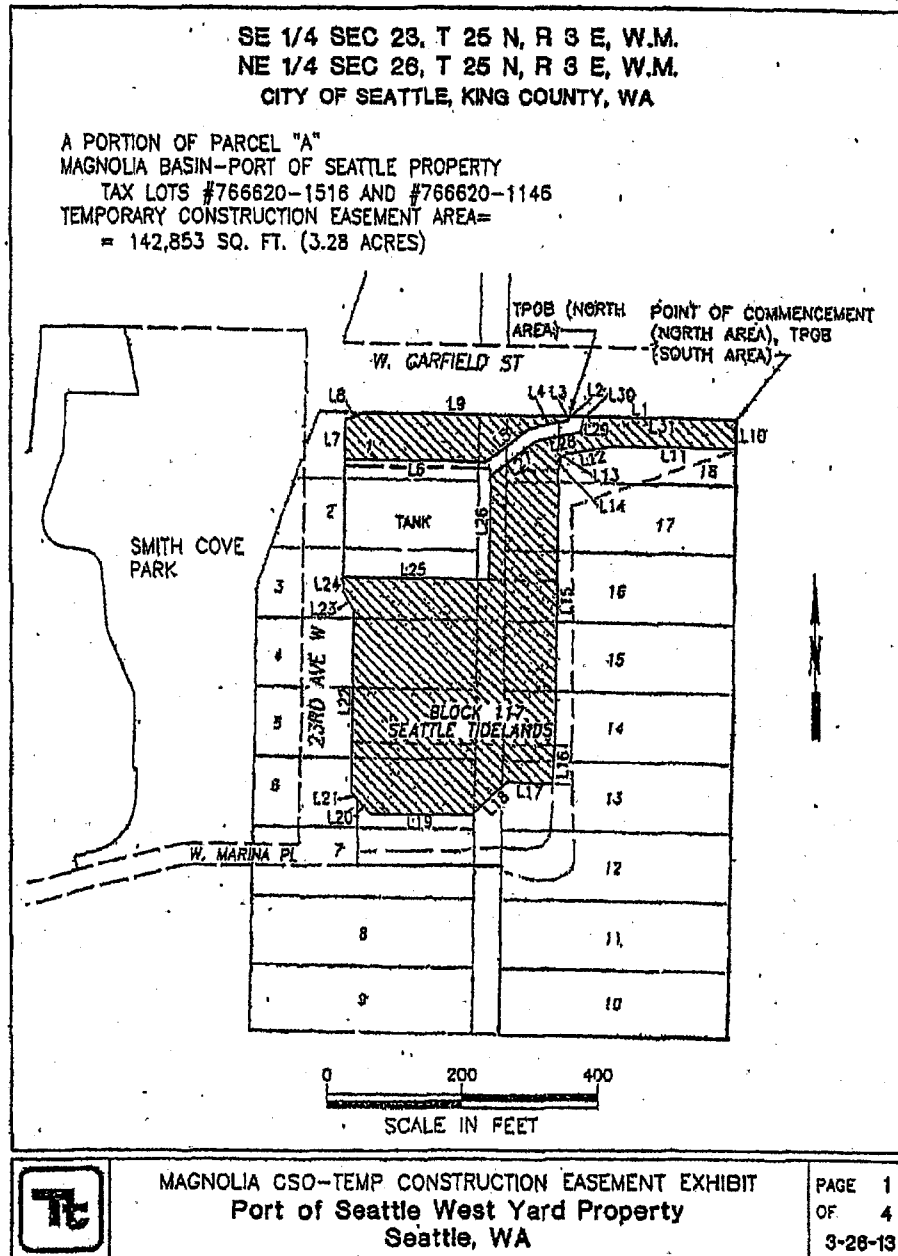 SE 1/4 SEC 23, T 25 N, R 3 E, W.M.
NE 1/4 SEC 26, T 25 N, R 3 E, W.M.
CITY OF SEATTLE, KING COUNTY, WA
A PORTION OF PARCEL "A"
MAGNOLIA BASIN-PORT OF SEATTLE PROPERTY
TAX LOTS #766620-1516 AND #766620-1146
TEMPORARY CONSTRUCTION EASEMENT AREA=
= 142,853 SQ. FT. (3.28 ACRES)
TPOB (NORTH
AREA)
POINT OF COMMENCEMENT
(NORTH AREA), TPOB
(SOUTH AREA)
W. GARFIELD ST
L8
L9
L4
L3
L2
L30
L1
L7
1
L5
L29
L31
L10
L28
L6
L27
L12
L11
L13
18
L14
2
TANK
L26
17
SMITH COVE
PARK
L25
3
L24
L23
L15
16
4
23RD AVE W
15
5
L22
BLOCK 117
SEATTLE TIDELANDS
14
6
L21
L20
L19
L18
L17
L16
13
W. MARINA PL
7
12
8
11
9
10
0
200
400
SCALE IN FEET
MAGNOLIA CSO-TEMP CONSTRUCTION EASEMENT EXHIBIT
Port of Seattle West Yard Property
Seattle, WA
PAGE 1
OF 4
3-26-13